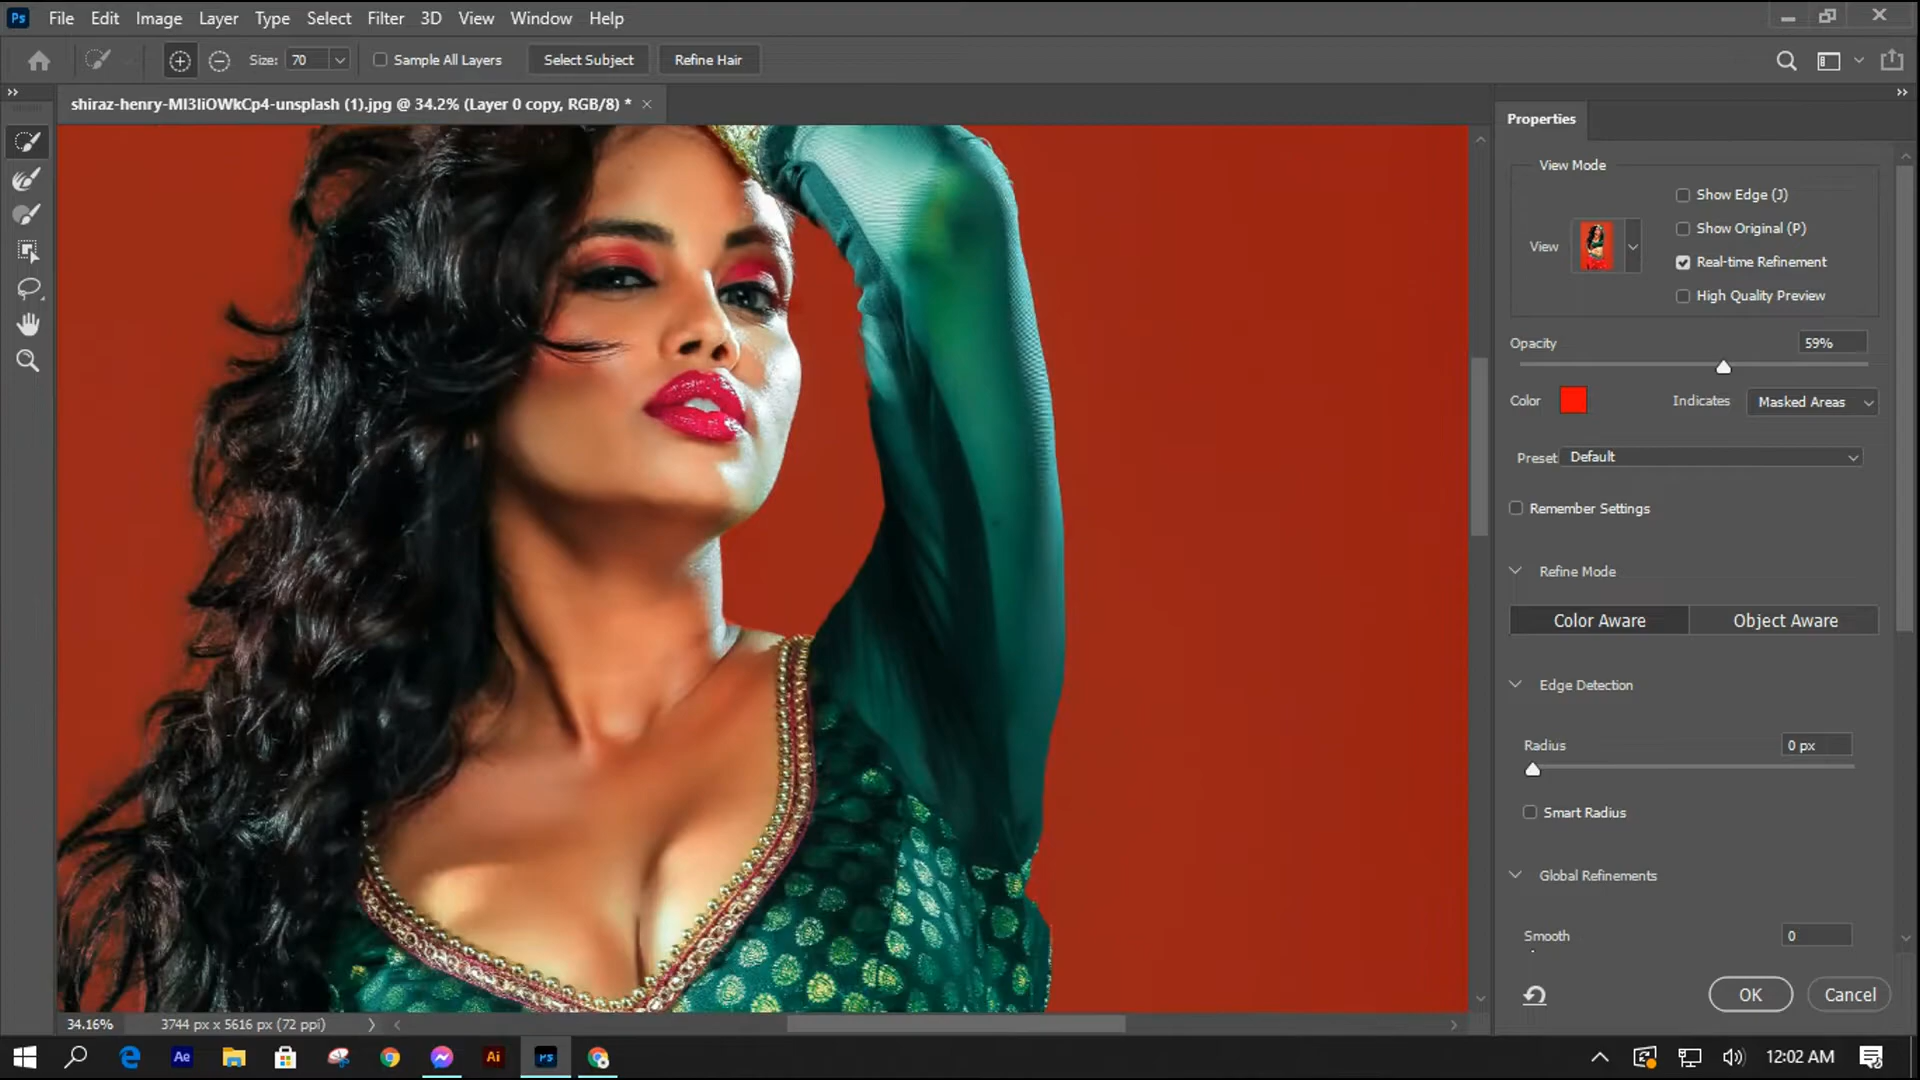 Ps File Edit Image Layer Type Select Filter 3D View Window Help
Size: 70 Sample All Layers Select Subject Refine Hair
shiraz-henry-MI3liOWkCp4-unsplash (1).jpg @ 34.2% (Layer 0 copy, RGB/8) *
Properties
View Mode
Show Edge (J)
Show Original (P)
View
Real-time Refinement
High Quality Preview
Opacity 59%
Color Indicates Masked Areas
Preset Default
Remember Settings
Refine Mode
Color Aware Object Aware
Edge Detection
Radius 0 px
Smart Radius
Global Refinements
Smooth 0
OK Cancel
34.16% 3744 px x 5616 px (72 ppi)
Ae Ai Ps 12:02 AM